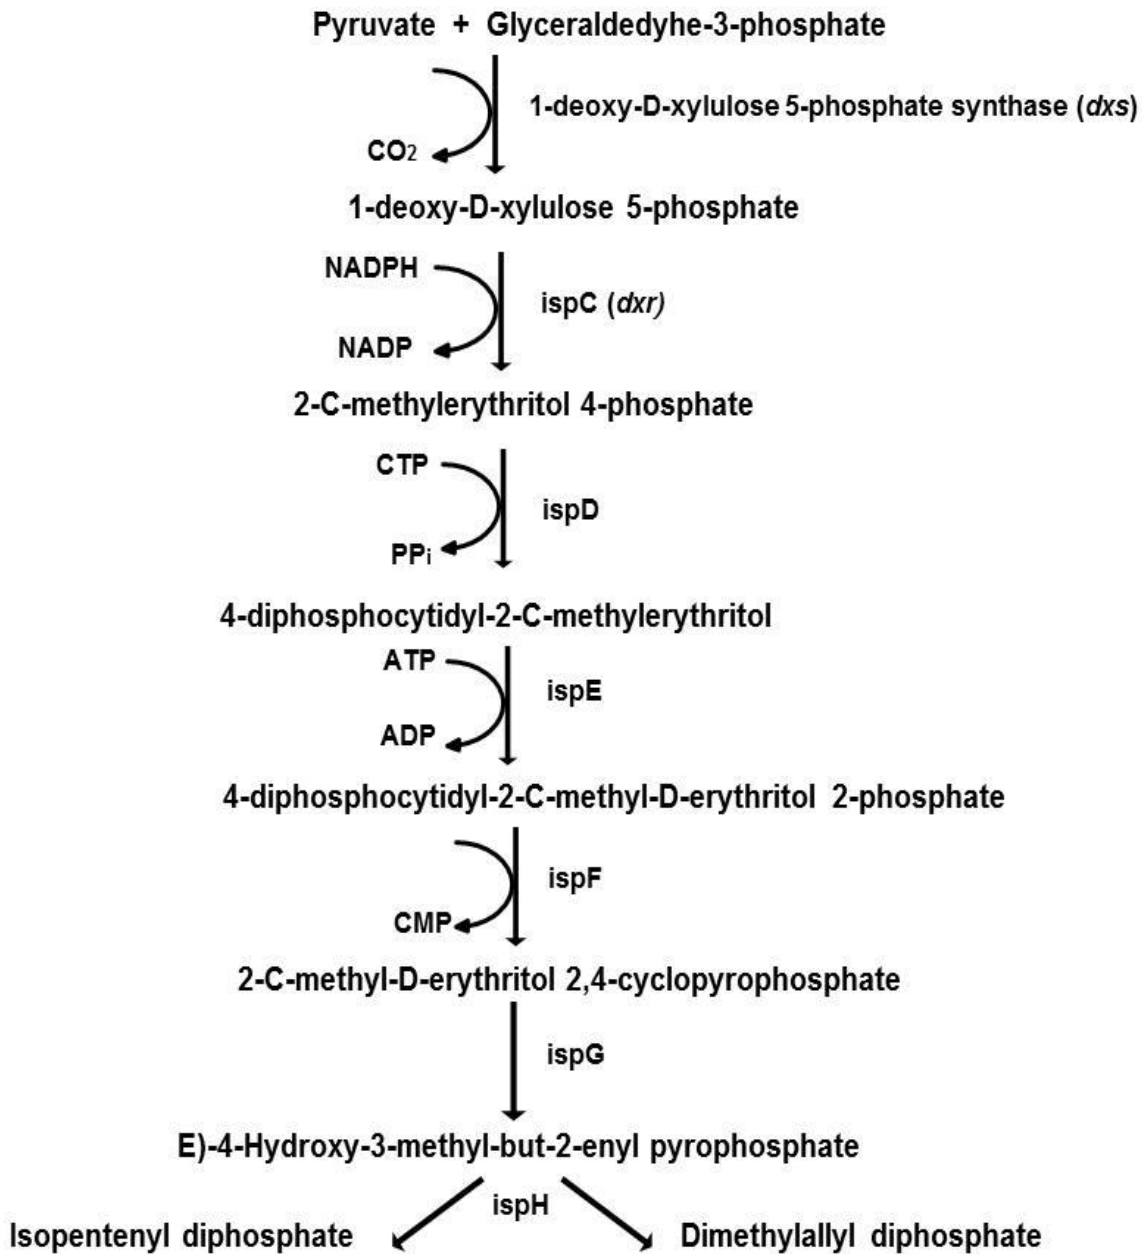 Pyruvate + Glyceraldedyhe-3-phosphate
1-deoxy-D-xylulose 5-phosphate synthase (dxs)
CO2
1-deoxy-D-xylulose 5-phosphate
NADPH
ispC (dxr)
NADP
2-C-methylerythritol 4-phosphate
CTP
ispD
PPi
4-diphosphocytidyl-2-C-methylerythritol
ATP
ispE
ADP
4-diphosphocytidyl-2-C-methyl-D-erythritol 2-phosphate
ispF
CMP
2-C-methyl-D-erythritol 2,4-cyclopyrophosphate
ispG
E)-4-Hydroxy-3-methyl-but-2-enyl pyrophosphate
ispH
Isopentenyl diphosphate
Dimethylallyl diphosphate